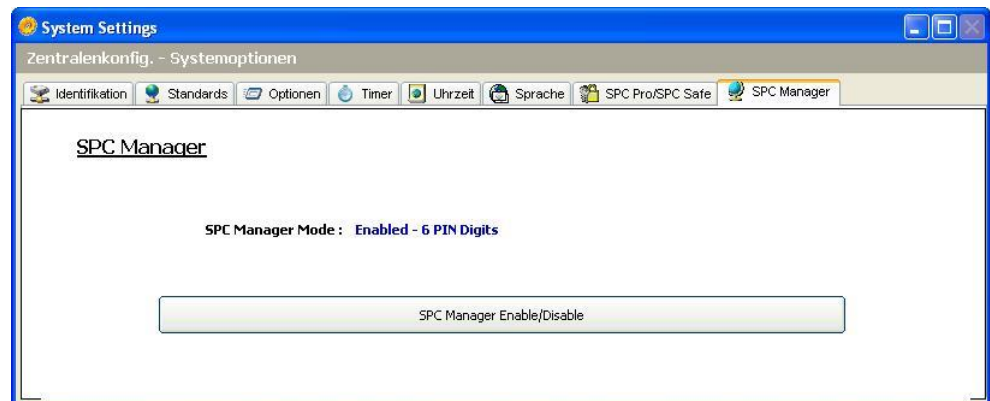 System Settings
Zentralenkonfig. - Systemoptionen
Identifikation Standards Optionen Timer Uhrzeit Sprache SPC Pro/SPC Safe SPC Manager
SPC Manager
SPC Manager Mode : Enabled - 6 PIN Digits
SPC Manager Enable/Disable